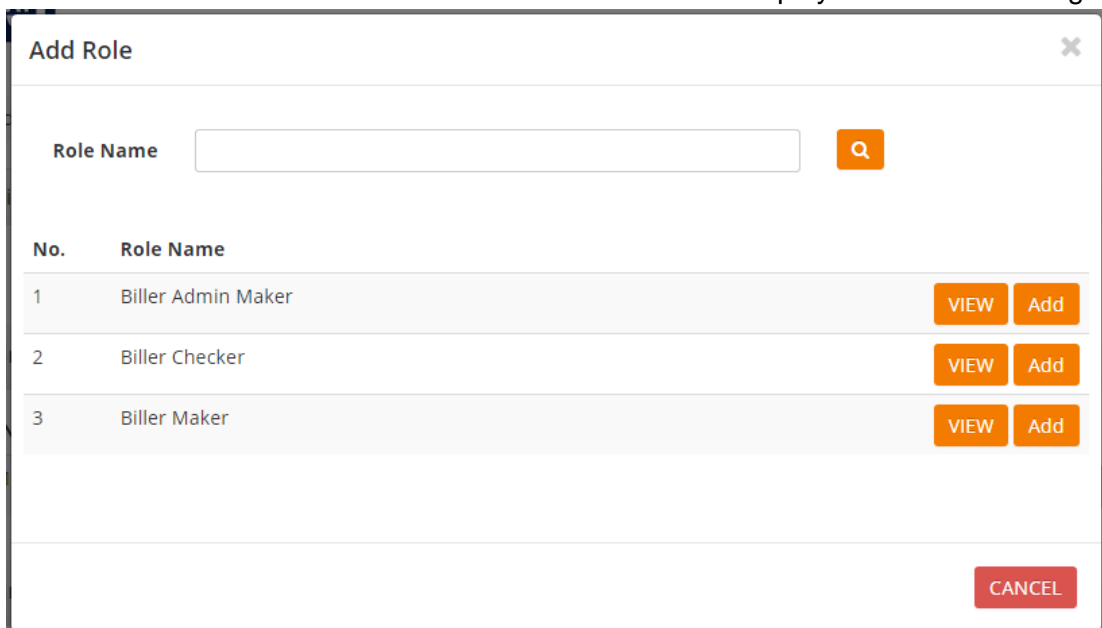 Add Role
Role Name
No. Role Name
1 Biller Admin Maker VIEW Add
2 Biller Checker VIEW Add
3 Biller Maker VIEW Add
CANCEL